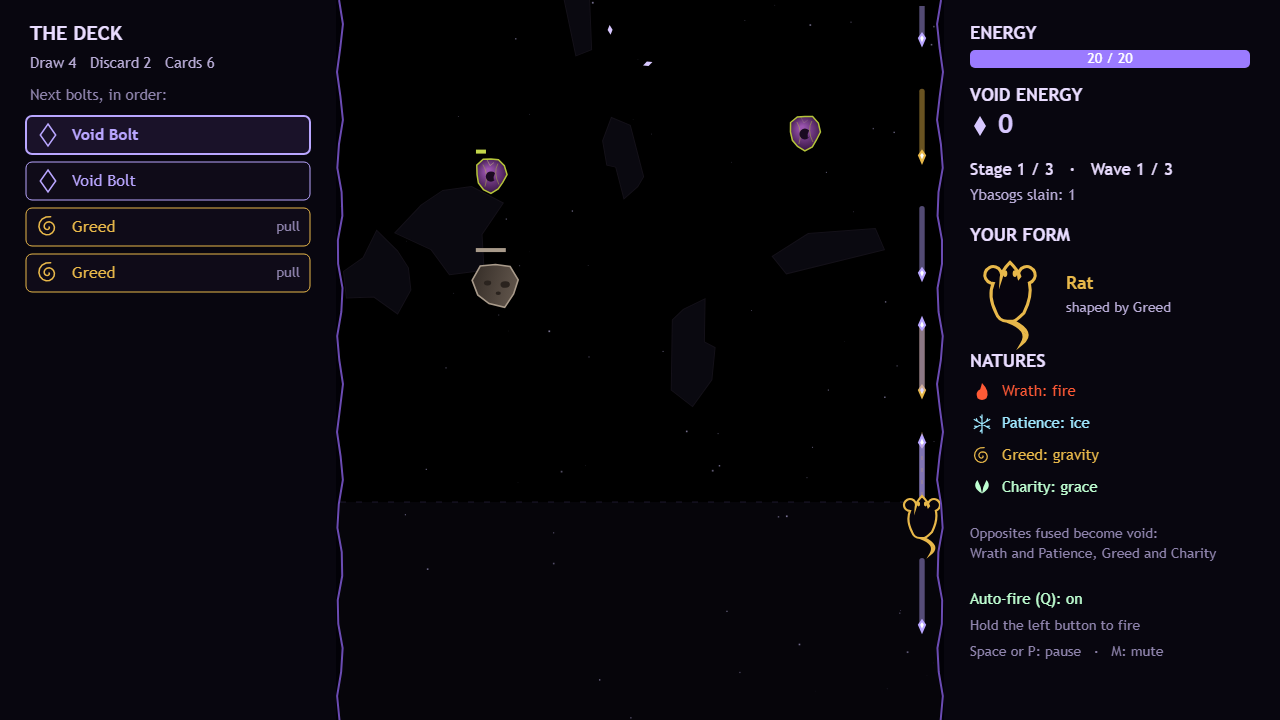 THE DECK
Draw 4 Discard 2 Cards 6
Next bolts, in order:
Void Bolt
Void Bolt
Greed pull
Greed pull
ENERGY
20 / 20
VOID ENERGY
0
Stage 1 / 3 · Wave 1 / 3
Ybasogs slain: 1
YOUR FORM
Rat
shaped by Greed
NATURES
Wrath: fire
Patience: ice
Greed: gravity
Charity: grace
Opposites fused become void:
Wrath and Patience, Greed and Charity
Auto-fire (Q): on
Hold the left button to fire
Space or P: pause · M: mute